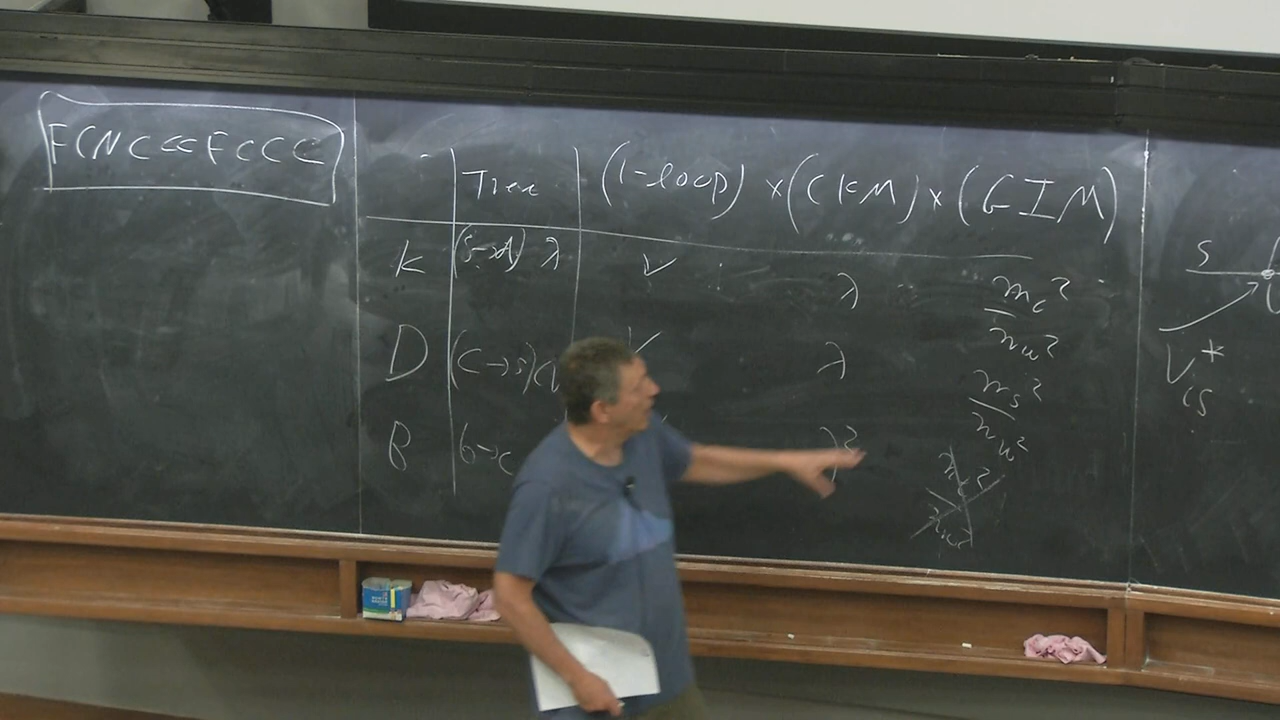 FCNC << FCCC
Tree (1-loop) × (CKM) × (GIM)
K (s→u) λ ✓ λ m_c²/m_W²
D (c→s) ✓ λ m_s²/m_W²
B b→c λ²
s
V*_cs